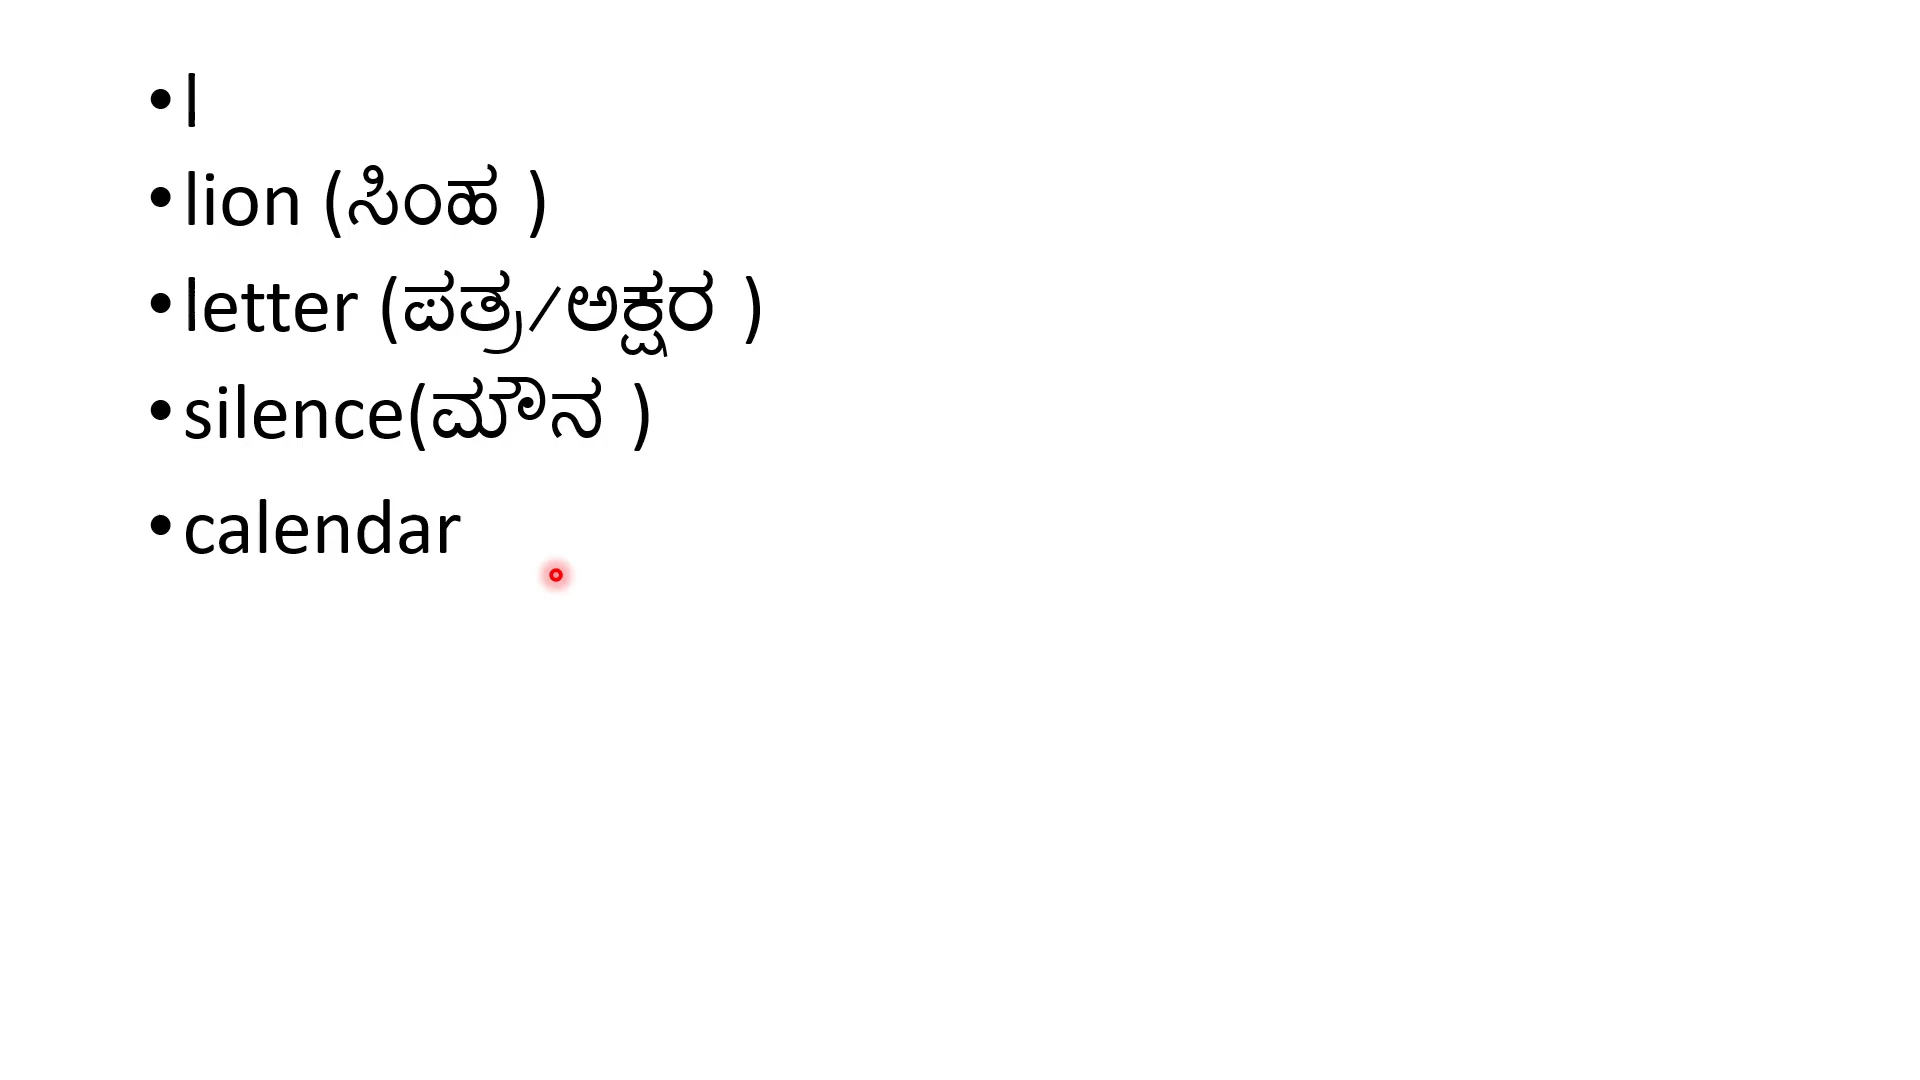 •l
•lion (ಸಿಂಹ )
•letter (ಪತ್ರ/ಅಕ್ಷರ )
•silence(ಮೌನ )
•calendar